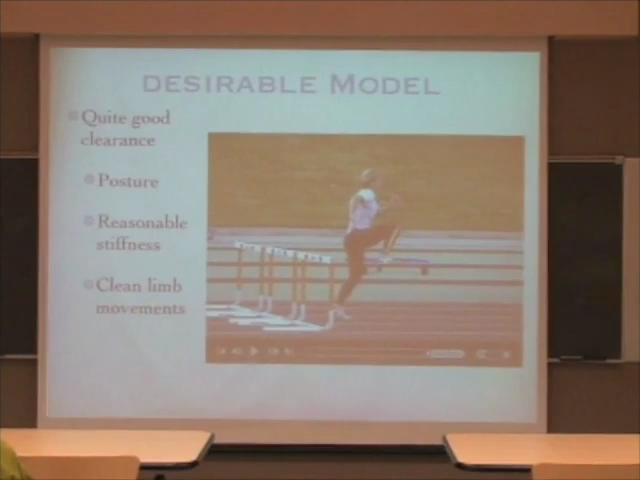 DESIRABLE MODEL
Quite good
clearance
Posture
Reasonable
stiffness
Clean limb
movements